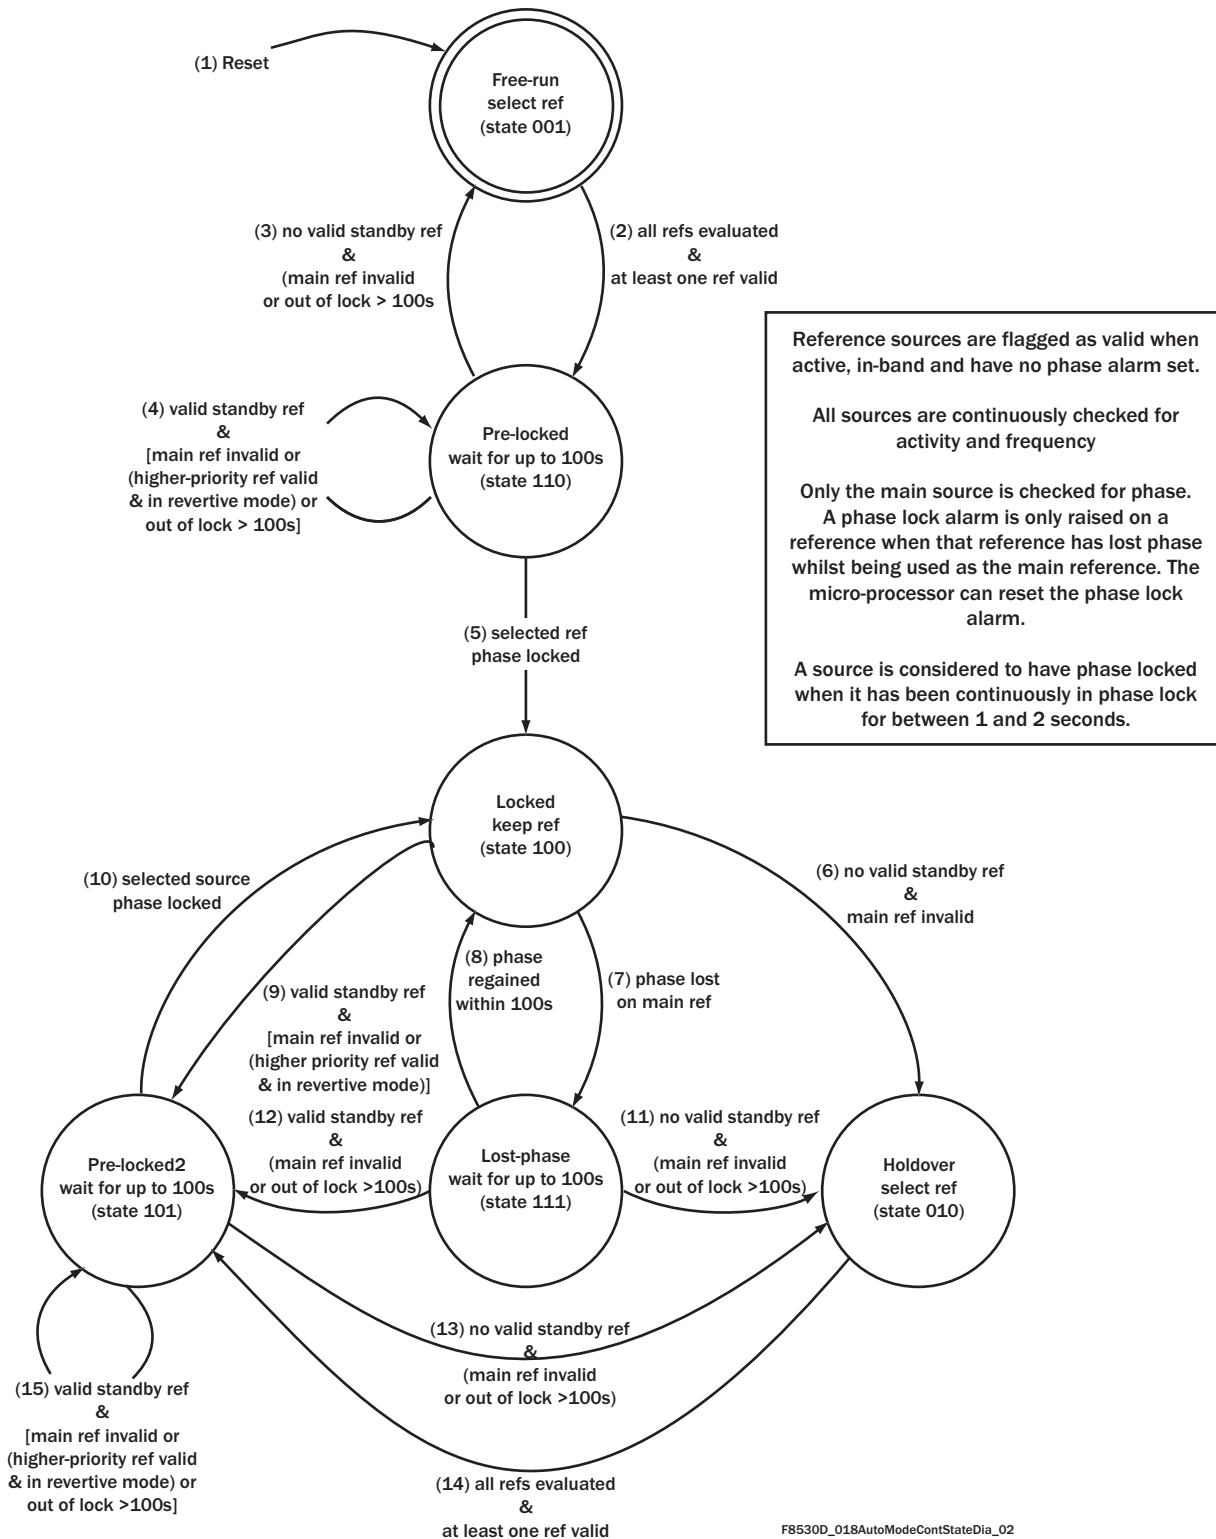 (1) Reset
Free-run
select ref
(state 001)
(3) no valid standby ref
&
(main ref invalid
or out of lock > 100s
(2) all refs evaluated
&
at least one ref valid
Reference sources are flagged as valid when
active, in-band and have no phase alarm set.
All sources are continuously checked for
activity and frequency
Only the main source is checked for phase.
A phase lock alarm is only raised on a
reference when that reference has lost phase
whilst being used as the main reference. The
micro-processor can reset the phase lock
alarm.
A source is considered to have phase locked
when it has been continuously in phase lock
for between 1 and 2 seconds.
(4) valid standby ref
&
[main ref invalid or
(higher-priority ref valid
& in revertive mode) or
out of lock > 100s]
Pre-locked
wait for up to 100s
(state 110)
(5) selected ref
phase locked
Locked
keep ref
(state 100)
(10) selected source
phase locked
(6) no valid standby ref
&
main ref invalid
(9) valid standby ref
&
[main ref invalid or
(higher priority ref valid
& in revertive mode)]
(8) phase
regained
within 100s
(7) phase lost
on main ref
(12) valid standby ref
&
(main ref invalid
or out of lock >100s)
(11) no valid standby ref
&
(main ref invalid
or out of lock >100s)
Pre-locked2
wait for up to 100s
(state 101)
Lost-phase
wait for up to 100s
(state 111)
Holdover
select ref
(state 010)
(13) no valid standby ref
&
(main ref invalid
or out of lock >100s)
(15) valid standby ref
&
[main ref invalid or
(higher-priority ref valid
& in revertive mode) or
out of lock >100s]
(14) all refs evaluated
&
at least one ref valid
F8530D_018AutoModeContStateDia_02